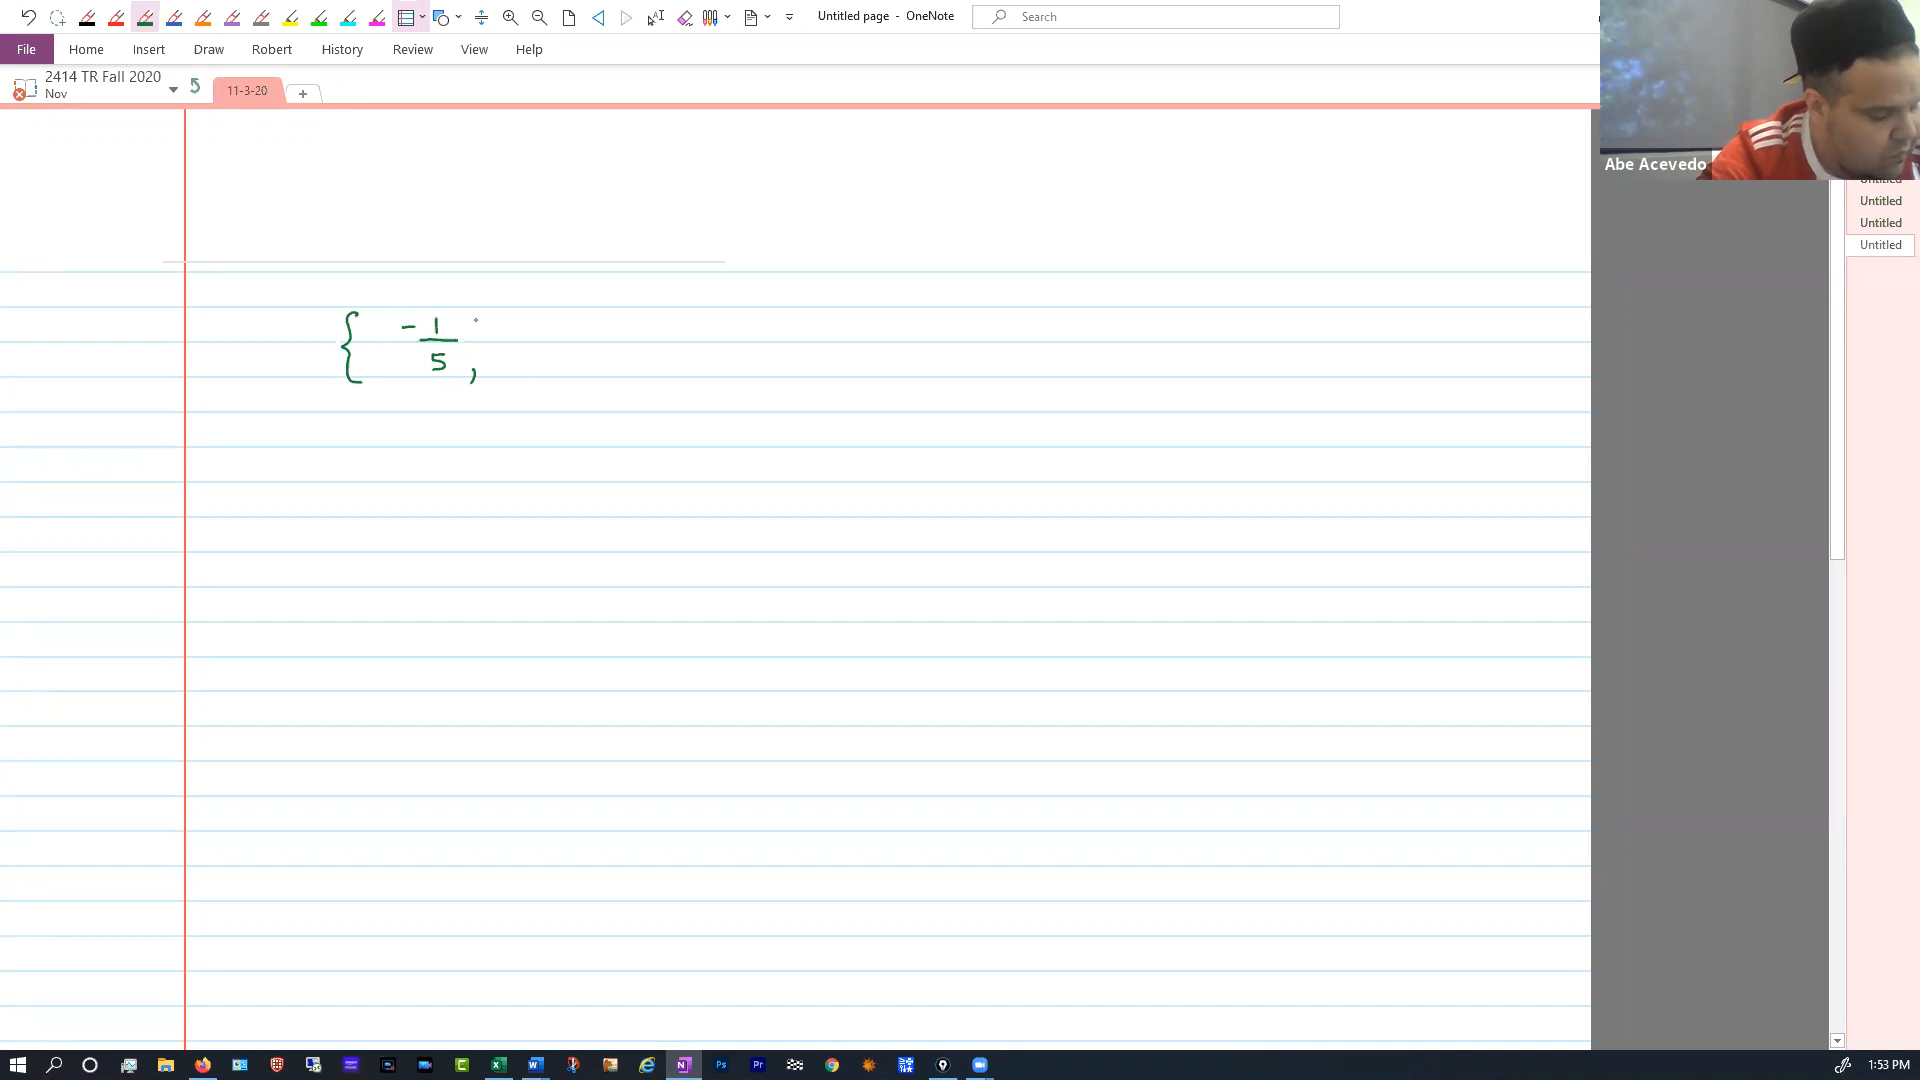 Untitled page - OneNote
Search
File Home Insert Draw Robert History Review View Help
2414 TR Fall 2020
Nov
11-3-20
Abe Acevedo
Untitled
Untitled
Untitled
Untitled
{ -1/5 ,
1:53 PM